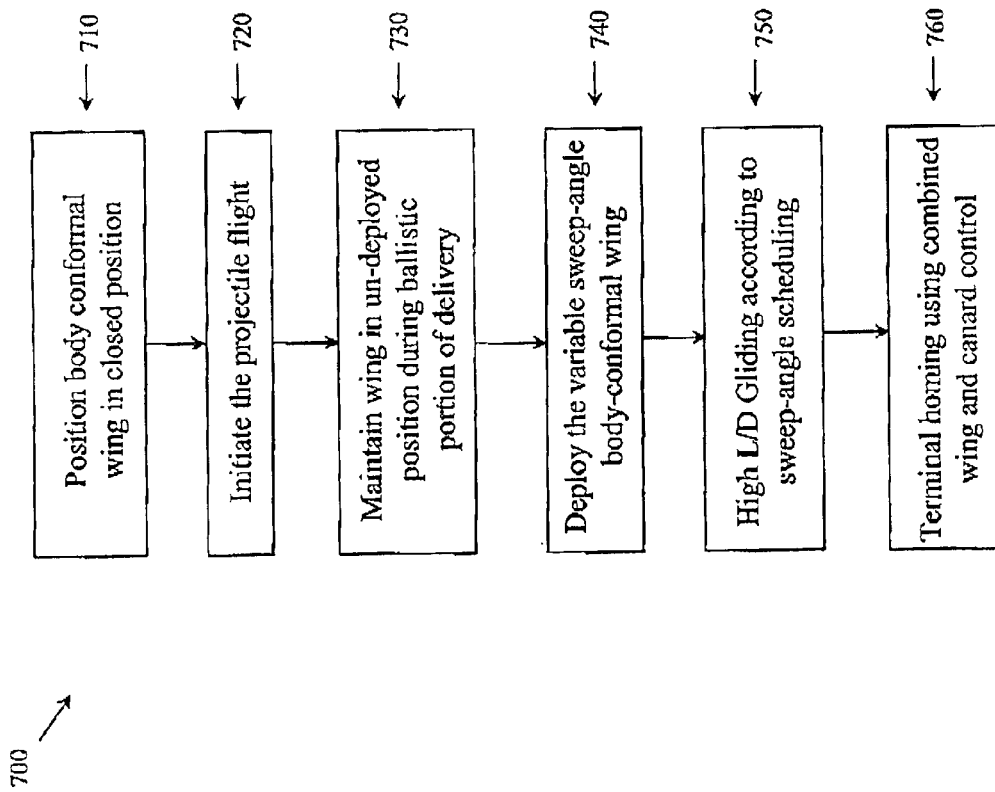 700
Position body conformal
wing in closed position
710
Initiate the projectile flight
720
Maintain wing in un-deployed
position during ballistic
portion of delivery
730
Deploy the variable sweep-angle
body-conformal wing
740
High L/D Gliding according to
sweep-angle scheduling
750
Terminal homing using combined
wing and canard control
760